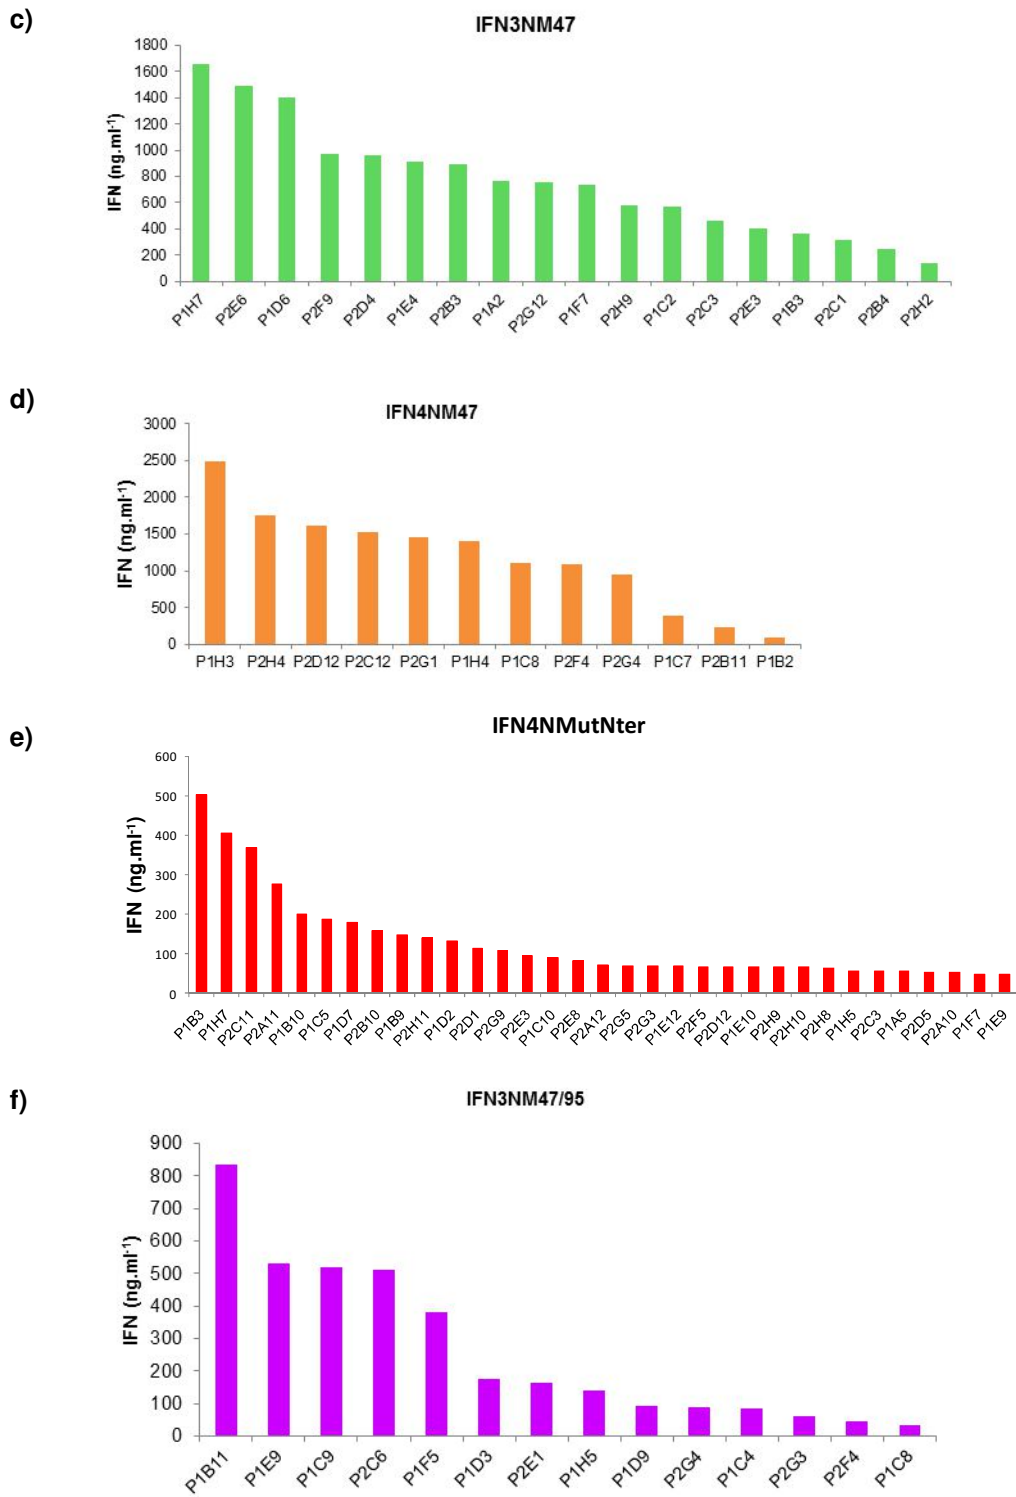 c)
IFN3NM47
IFN (ng.ml-1)
1800
1600
1400
1200
1000
800
600
400
200
0
P1H7 P2E6 P1D6 P2F9 P2D4 P1E4 P2B3 P1A2 P2G12 P1F7 P2H9 P1C2 P2C3 P2E3 P1B3 P2C1 P2B4 P2H2
d)
IFN4NM47
IFN (ng.ml-1)
3000
2500
2000
1500
1000
500
0
P1H3 P2H4 P2D12 P2C12 P2G1 P1H4 P1C8 P2F4 P2G4 P1C7 P2B11 P1B2
e)
IFN4NMutNter
IFN (ng.ml-1)
600
500
400
300
200
100
0
P1B3 P1H7 P2C11 P2A11 P1B10 P1C5 P1D7 P2B10 P1B9 P2H11 P1D2 P2D1 P2G9 P2E3 P1C10 P2E8 P2A12 P2G5 P2G3 P1E12 P2F5 P2D12 P1E10 P2H9 P2H10 P2H8 P1H5 P2C3 P1A5 P2D5 P2A10 P1F7 P1E9
f)
IFN3NM47/95
IFN (ng.ml-1)
900
800
700
600
500
400
300
200
100
0
P1B11 P1E9 P1C9 P2C6 P1F5 P1D3 P2E1 P1H5 P1D9 P2G4 P1C4 P2G3 P2F4 P1C8